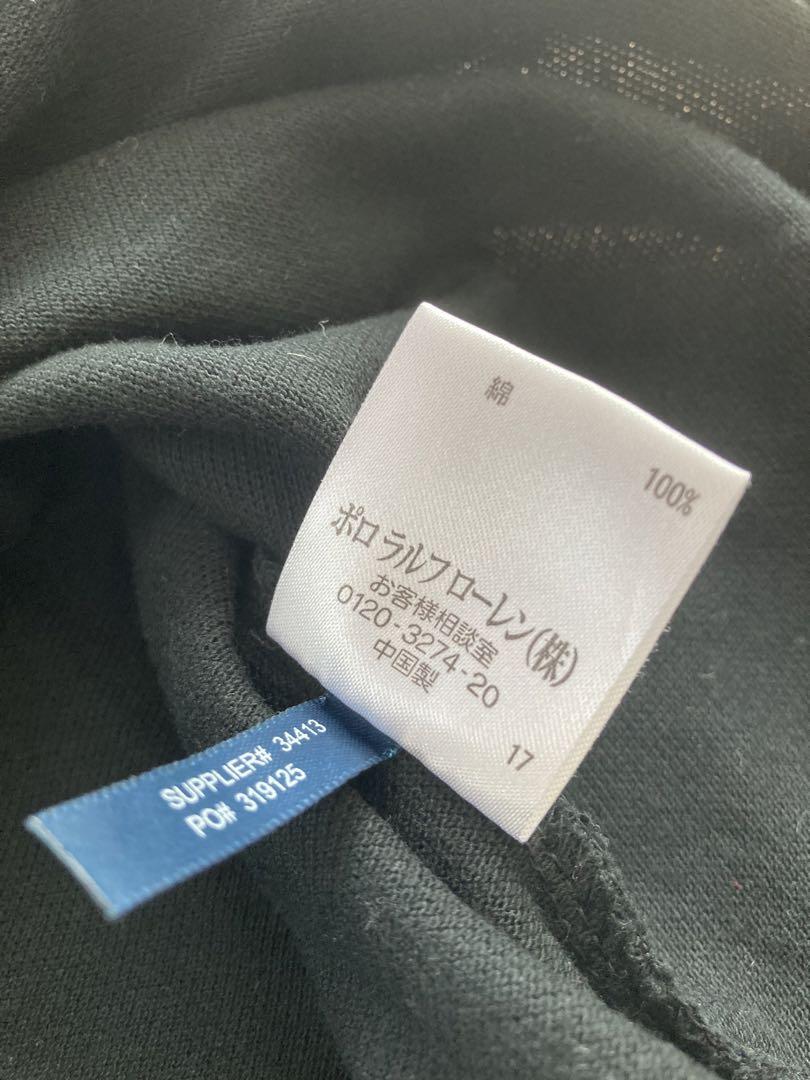 綿
100%
ポロ ラルフ ローレン(株)
お客様相談室
0120-3274-20
中国製
17
SUPPLIER# 34413
PO# 319125